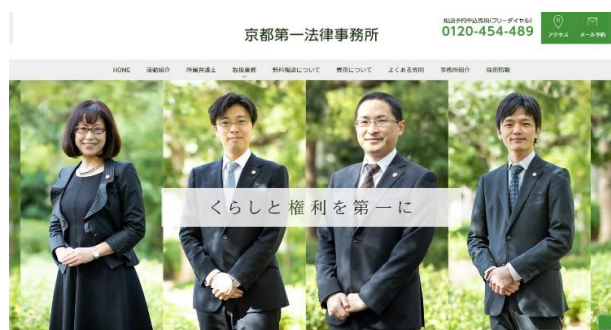 京都第一法律事務所
相談予約申込専用(フリーダイヤル)
0120-454-489
アクセス
メール予約
HOME 活動紹介 所属弁護士 取扱業務 無料相談について 費用について よくある質問 事務所紹介 採用情報
くらしと権利を第一に